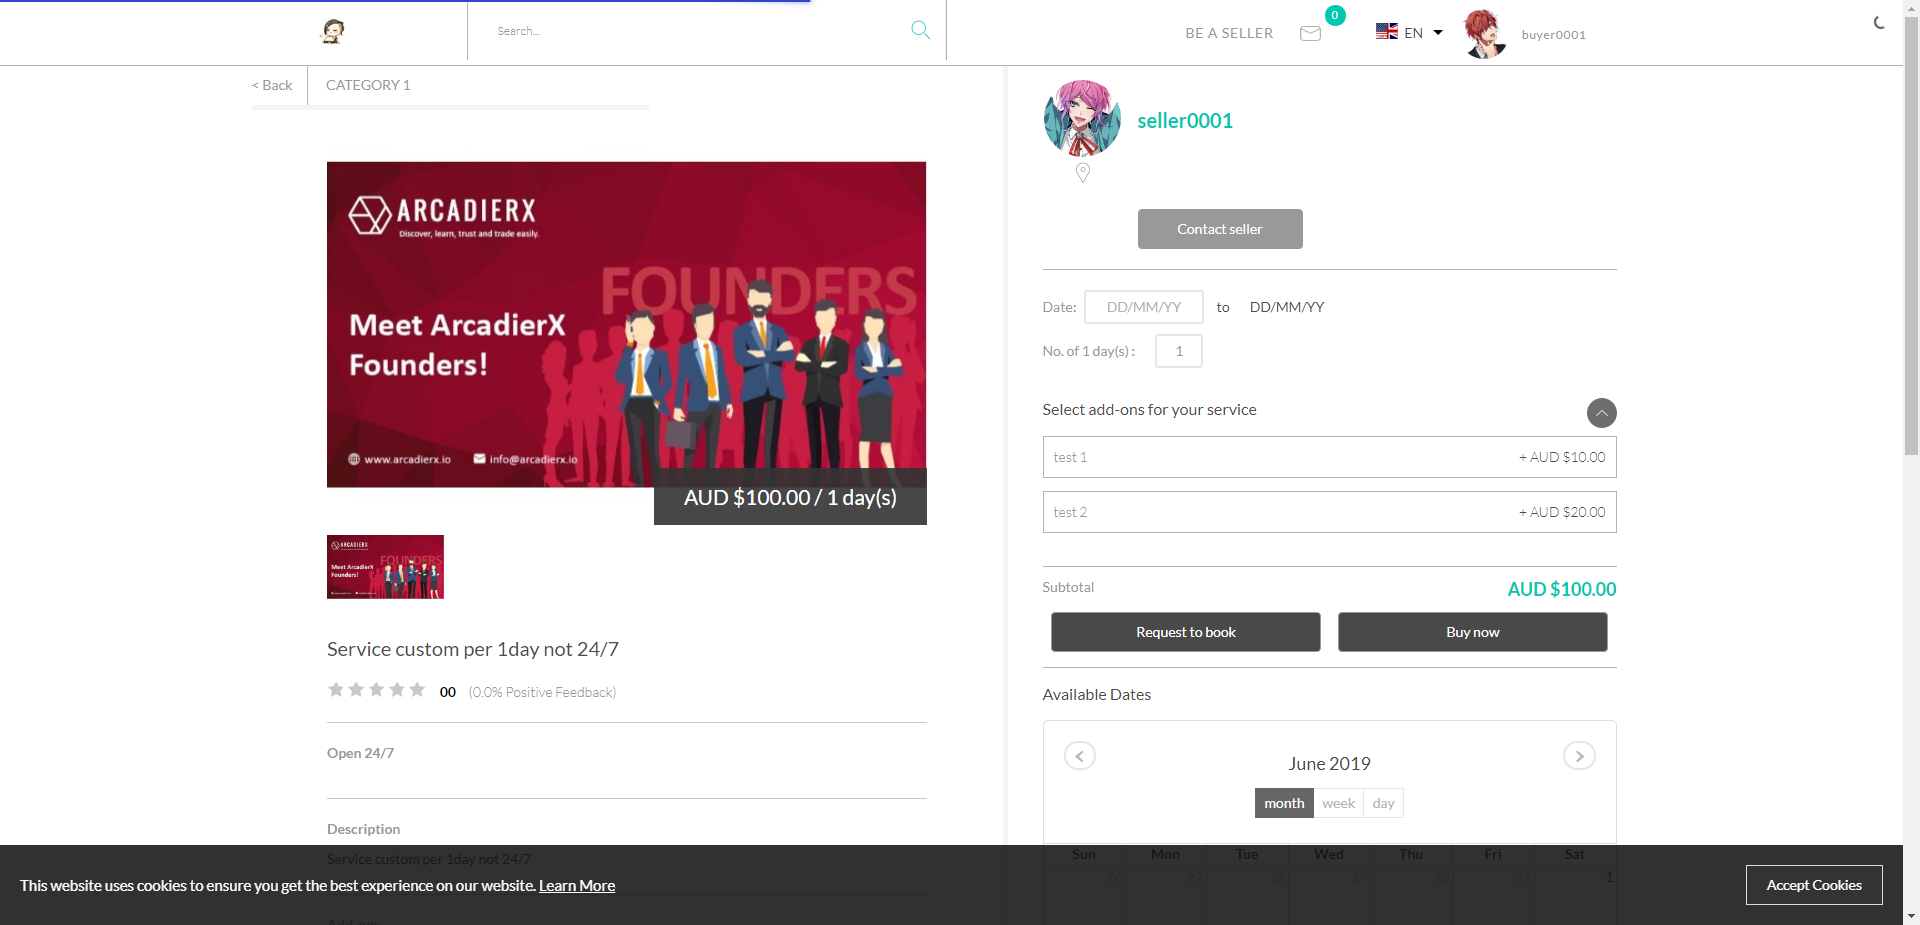 Search...
BE A SELLER
0
EN
buyer0001
< Back
CATEGORY 1
ARCADIERX
Discover, learn, trust and trade easily.
FOUNDERS
Meet ArcadierX
Founders!
www.arcadierx.io
info@arcadierx.io
AUD $100.00 / 1 day(s)
ARCADIERX
FOUNDERS
Meet ArcadierX
Founders!
Service custom per 1day not 24/7
00 (0.0% Positive Feedback)
Open 24/7
Description
Service custom per 1day not 24/7
seller0001
Contact seller
Date: DD/MM/YY to DD/MM/YY
No. of 1 day(s) : 1
Select add-ons for your service
test 1 + AUD $10.00
test 2 + AUD $20.00
Subtotal AUD $100.00
Request to book Buy now
Available Dates
June 2019
month week day
Sun Mon Tue Wed Thu Fri Sat
26 27 28 29 30 31 1
This website uses cookies to ensure you get the best experience on our website. Learn More
Accept Cookies